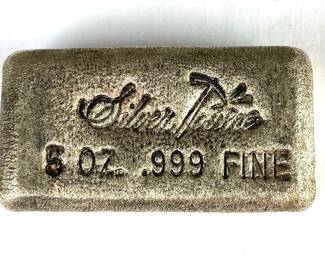 Silver Towne
5 OZ. .999 FINE